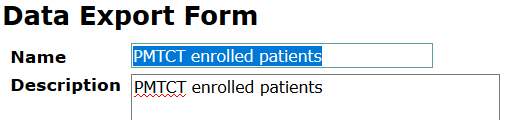 Data Export Form
Name PMTCT enrolled patients
Description PMTCT enrolled patients